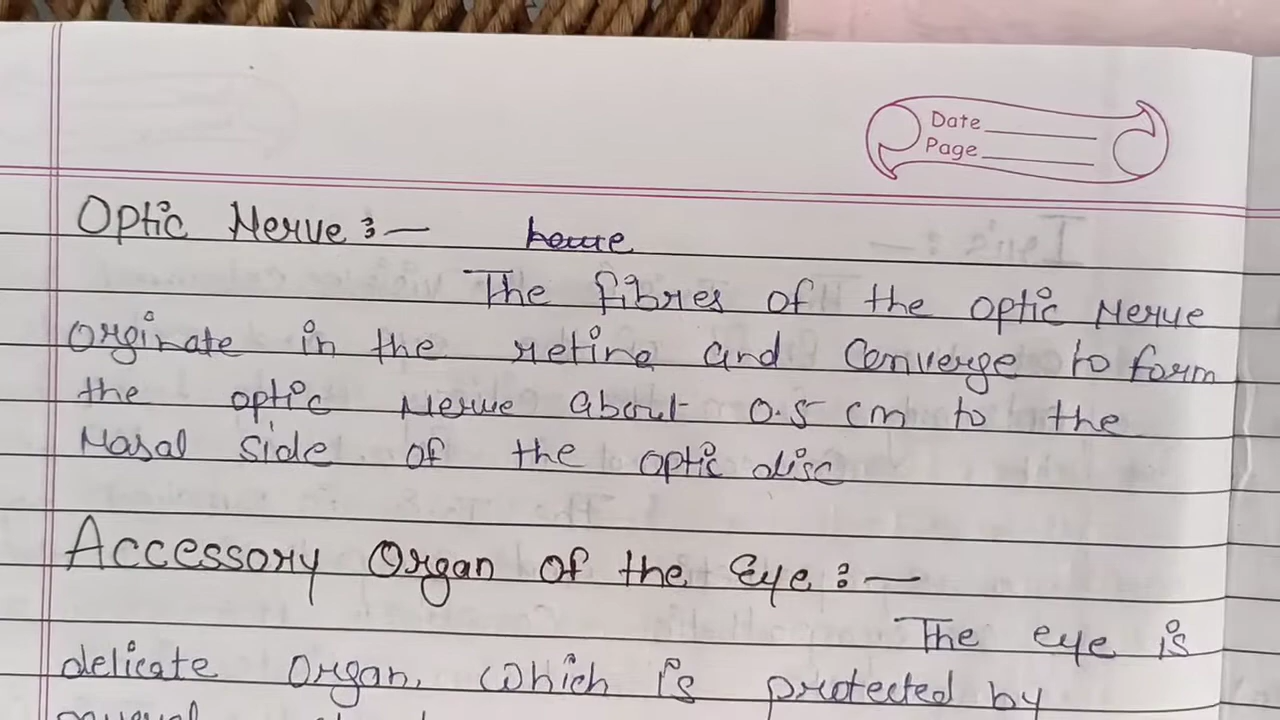 Date
Page
Optic Nerve :-
The fibres of the optic Nerve
orginate in the retina and Converge to form
the optic Nerve about 0.5 cm to the
Nasal side of the optic disc
Accessory Organ of the Eye :-
The eye is
delicate organ, which is protected by